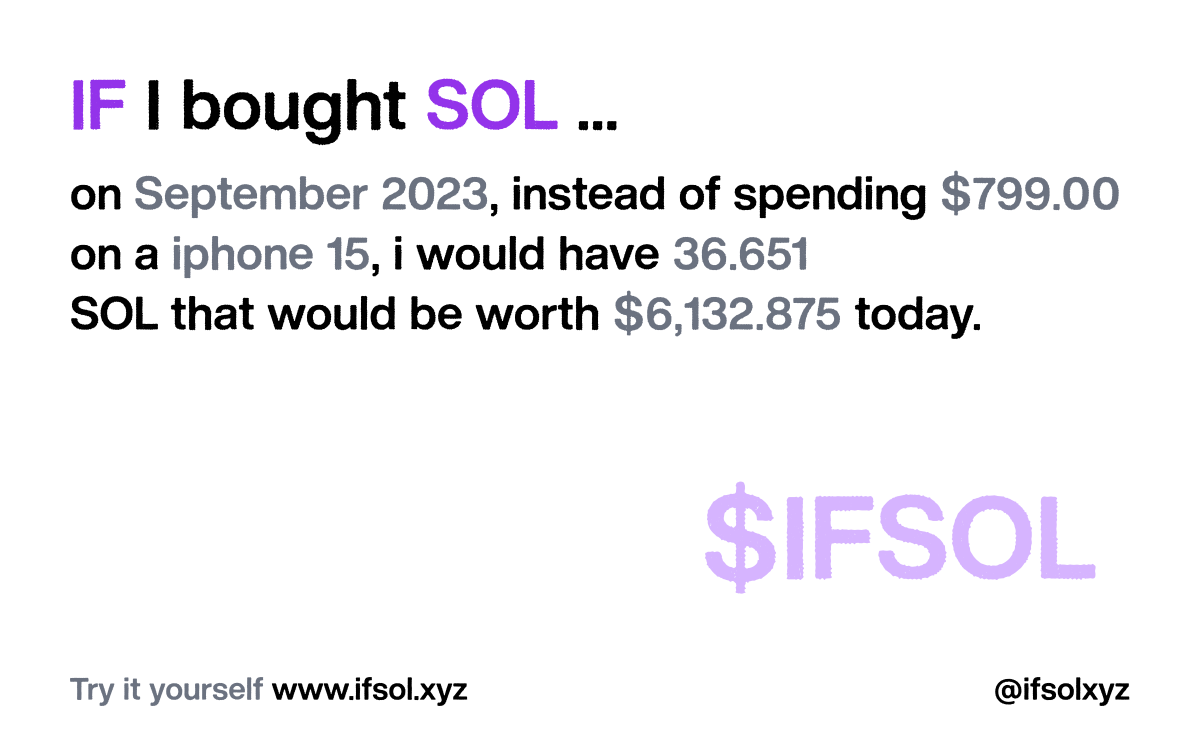 IF I bought SOL ...
on September 2023, instead of spending $799.00
on a iphone 15, i would have 36.651
SOL that would be worth $6,132.875 today.
$IFSOL
Try it yourself www.ifsol.xyz
@ifsolxyz